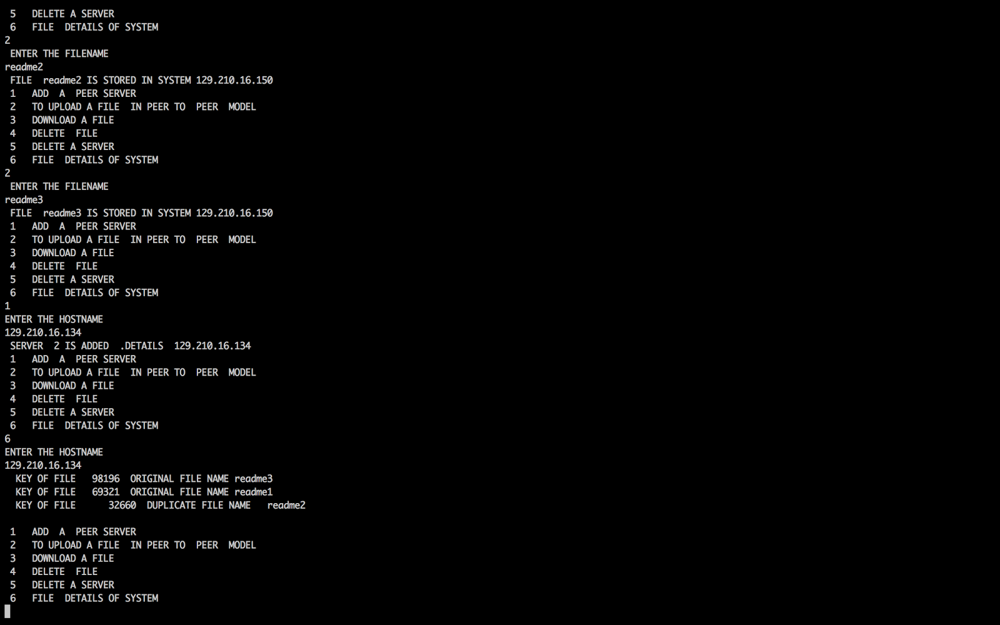 5   DELETE A SERVER
6   FILE  DETAILS OF SYSTEM
2
ENTER THE FILENAME
readme2
FILE  readme2 IS STORED IN SYSTEM 129.210.16.150
1   ADD  A  PEER SERVER
2   TO UPLOAD A FILE  IN PEER TO  PEER  MODEL
3   DOWNLOAD A FILE
4   DELETE  FILE
5   DELETE A SERVER
6   FILE  DETAILS OF SYSTEM
2
ENTER THE FILENAME
readme3
FILE  readme3 IS STORED IN SYSTEM 129.210.16.150
1   ADD  A  PEER SERVER
2   TO UPLOAD A FILE  IN PEER TO  PEER  MODEL
3   DOWNLOAD A FILE
4   DELETE  FILE
5   DELETE A SERVER
6   FILE  DETAILS OF SYSTEM
1
ENTER THE HOSTNAME
129.210.16.134
SERVER  2 IS ADDED  .DETAILS  129.210.16.134
1   ADD  A  PEER SERVER
2   TO UPLOAD A FILE  IN PEER TO  PEER  MODEL
3   DOWNLOAD A FILE
4   DELETE  FILE
5   DELETE A SERVER
6   FILE  DETAILS OF SYSTEM
6
ENTER THE HOSTNAME
129.210.16.134
KEY OF FILE   98196  ORIGINAL FILE NAME readme3
KEY OF FILE   69321  ORIGINAL FILE NAME readme1
KEY OF FILE      32660  DUPLICATE FILE NAME   readme2
1   ADD  A  PEER SERVER
2   TO UPLOAD A FILE  IN PEER TO  PEER  MODEL
3   DOWNLOAD A FILE
4   DELETE  FILE
5   DELETE A SERVER
6   FILE  DETAILS OF SYSTEM